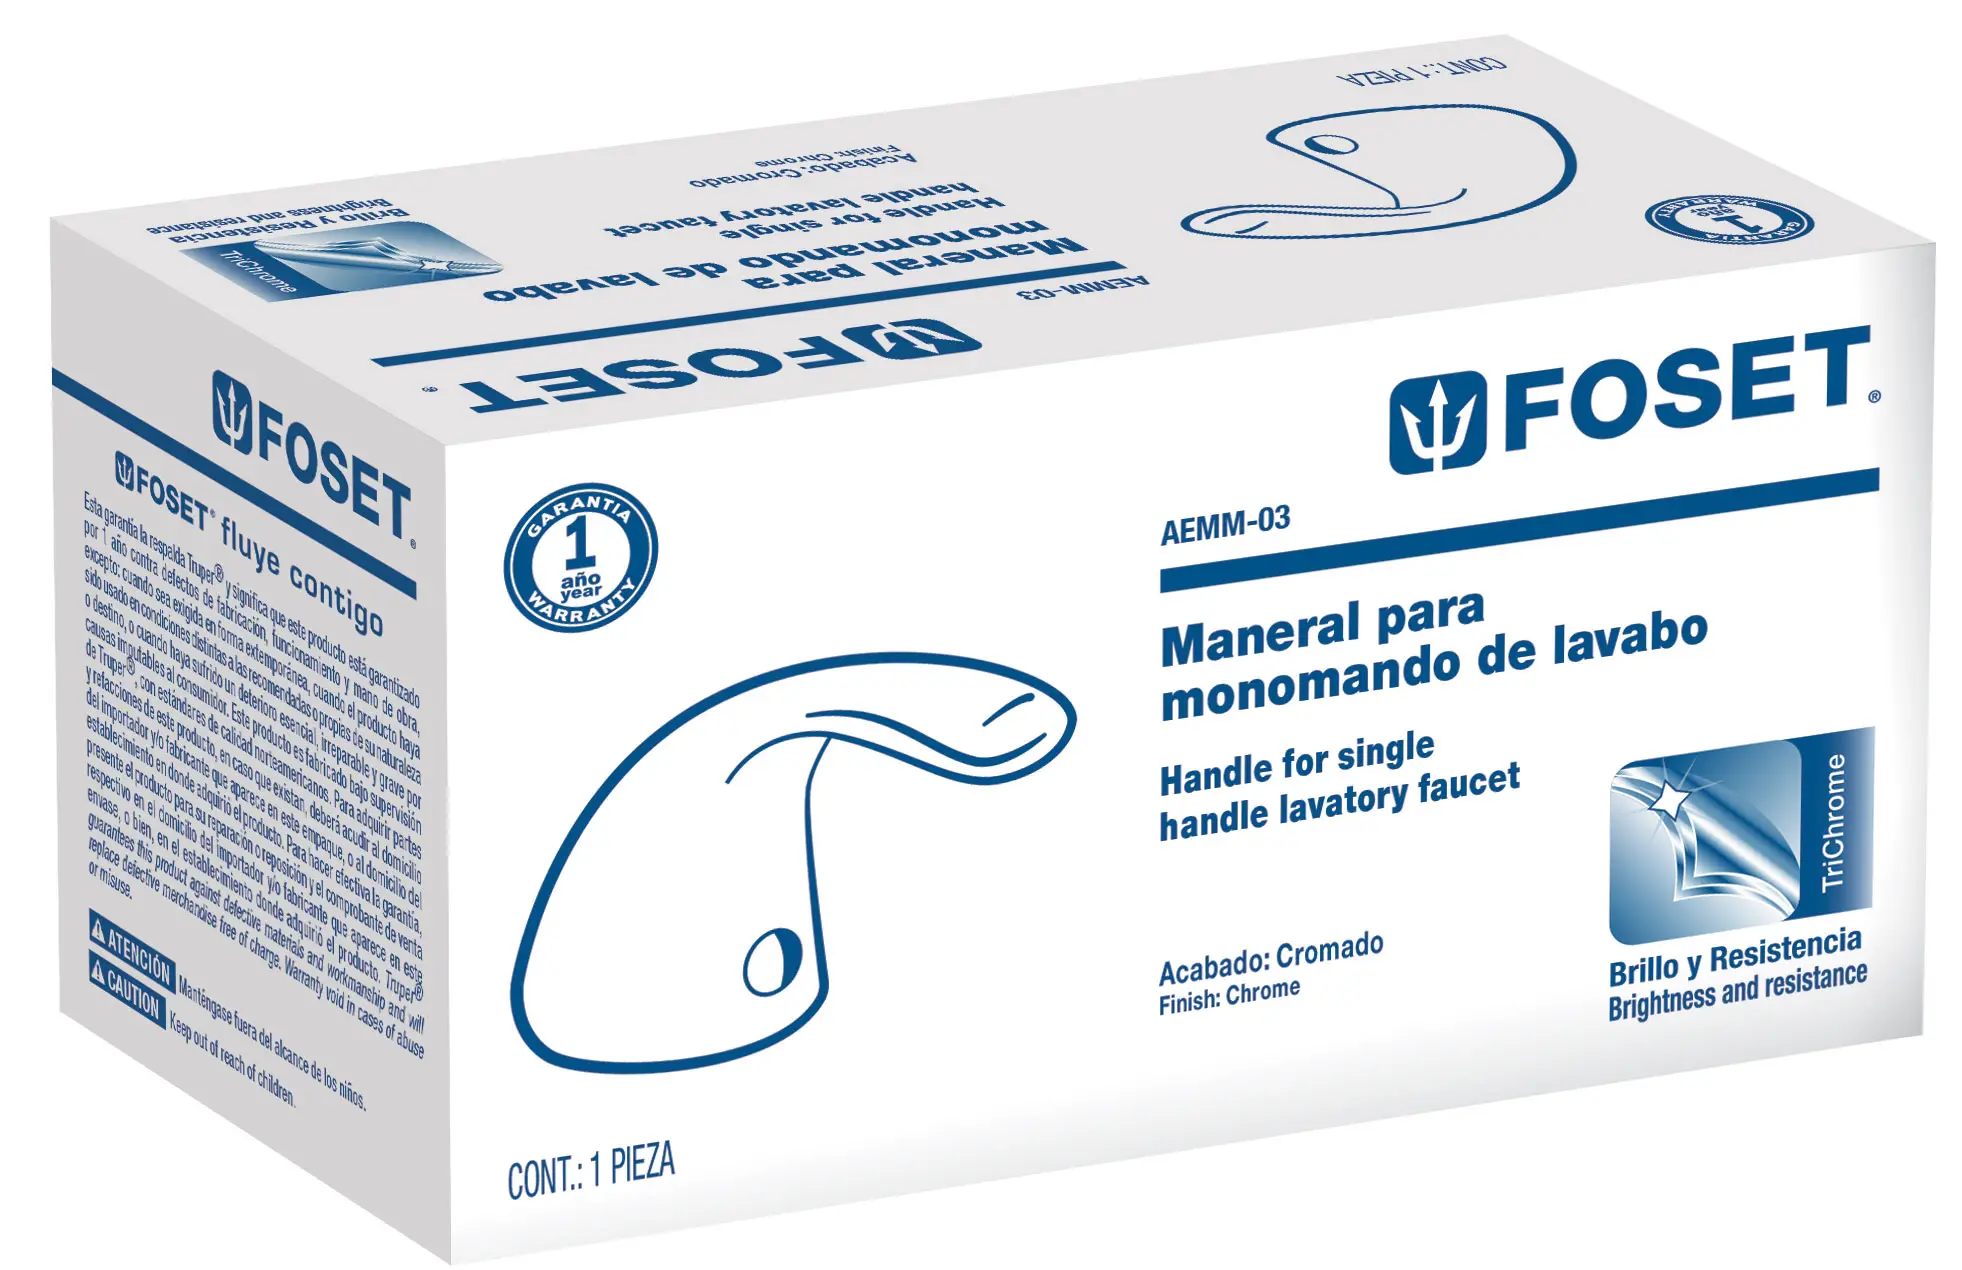 CONT.: 1 PIEZA
GARANTIA
1
año
year
WARRANTY
Acabado: Cromado
Finish: Chrome
Maneral para
monomando de lavabo
Handle for single
handle lavatory faucet
TriChrome
Brillo y Resistencia
Brightness and resistance
AEMM-03
FOSET®
FOSET®
FOSET® fluye contigo
Esta garantía la respalda Truper® y significa que este producto está garantizado
por 1 año contra defectos de fabricación, funcionamiento y mano de obra,
excepto: cuando sea exigida en forma extemporánea, cuando el producto haya
sido usado en condiciones distintas a las recomendadas o propias de su naturaleza
o destino, o cuando haya sufrido un deterioro esencial, irreparable y grave por
causas imputables al consumidor. Este producto es fabricado bajo supervisión
de Truper®, con estándares de calidad norteamericanos. Para adquirir partes
y refacciones de este producto, en caso que existan, deberá acudir al domicilio
del importador y/o fabricante que aparece en este empaque, o al domicilio del
establecimiento en donde adquirió el producto. Para hacer efectiva la garantía,
presente el producto para su reparación o reposición y el comprobante de venta
respectivo en el domicilio del importador y/o fabricante que aparece en este
envase, o bien, en el establecimiento donde adquirió el producto. Truper®
guarantees this product against defective materials and workmanship and will
replace defective merchandise free of charge. Warranty void in cases of abuse
or misuse.
ATENCIÓN Manténgase fuera del alcance de los niños.
CAUTION Keep out of reach of children.
FOSET®
AEMM-03
GARANTIA
1
año
year
WARRANTY
Maneral para
monomando de lavabo
Handle for single
handle lavatory faucet
TriChrome
Acabado: Cromado
Finish: Chrome
Brillo y Resistencia
Brightness and resistance
CONT.: 1 PIEZA